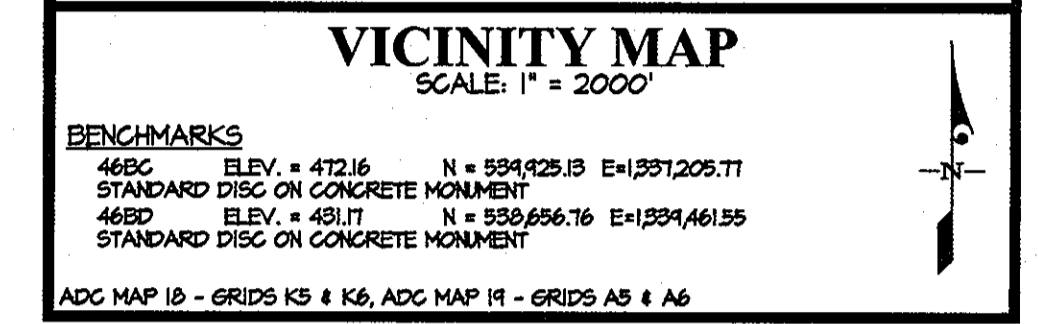 VICINITY MAP
SCALE: 1" = 2000'
BENCHMARKS
46BC ELEV. = 472.16 N = 539,925.13 E=1,337,205.77
STANDARD DISC ON CONCRETE MONUMENT
46BD ELEV. = 431.17 N = 538,656.76 E=1,339,461.55
STANDARD DISC ON CONCRETE MONUMENT
N
ADC MAP 18 - GRIDS K5 & K6, ADC MAP 19 - GRIDS A5 & A6